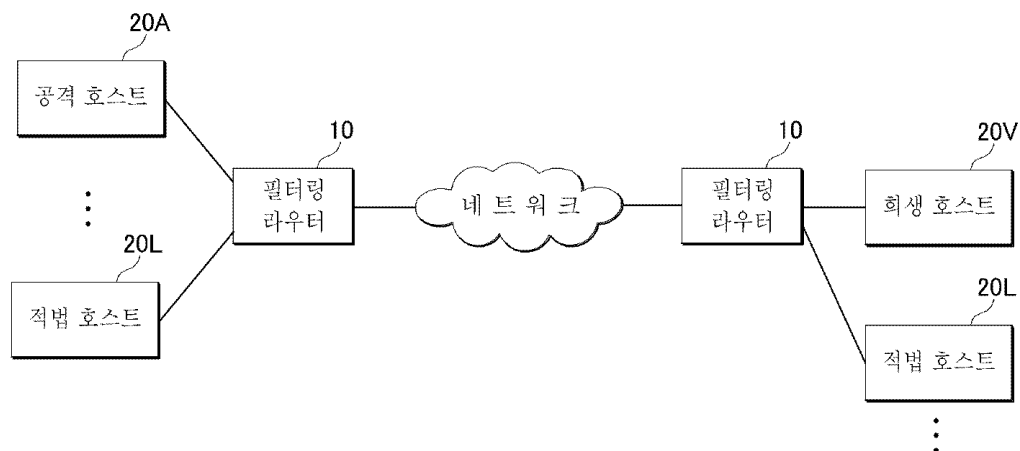 20A
공격 호스트
20L
적법 호스트
10
필터링
라우터
네 트 워 크
10
필터링
라우터
20V
희생 호스트
20L
적법 호스트